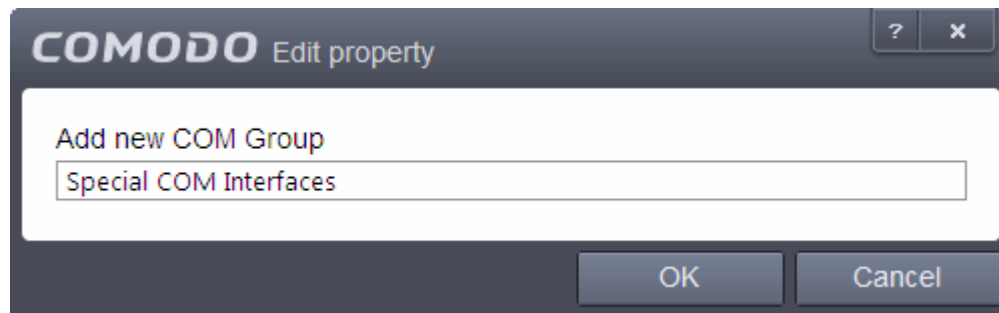 COMODO Edit property ? ×
Add new COM Group
Special COM Interfaces
OK Cancel